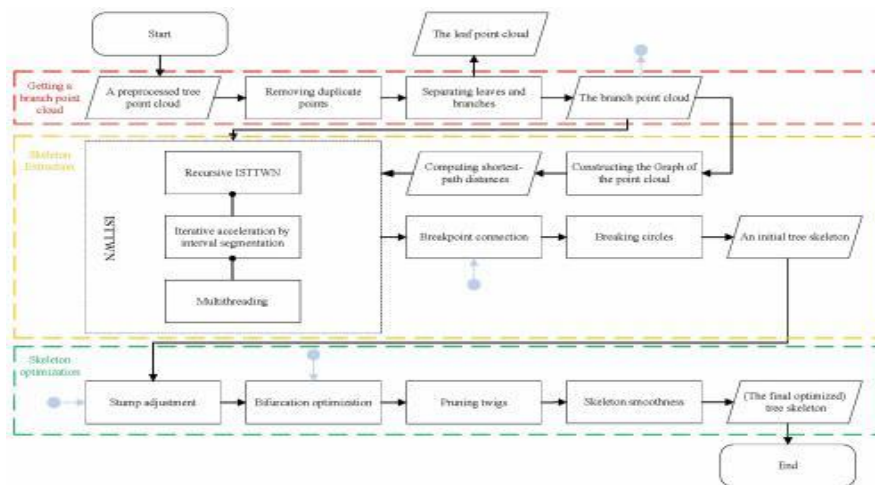 Start
The leaf point cloud
Getting a
branch point
cloud
A preprocessed tree
point cloud
Removing duplicate
points
Separating leaves and
branches
The branch point cloud
Skeleton
Extraction
Recursive ISTTWN
Computing shortest-
path distances
Constructing the Graph of
the point cloud
ISTTWN
Iterative acceleration by
interval segmentation
Breakpoint connection
Breaking circles
An initial tree skeleton
Multithreading
Skeleton
optimization
Stump adjustment
Bifurcation optimization
Pruning twigs
Skeleton smoothness
(The final optimized)
tree skeleton
End